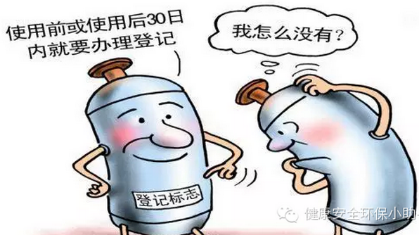 使用前或使用后30日
内就要办理登记
我怎么没有?
登记标志
健康安全环保小助